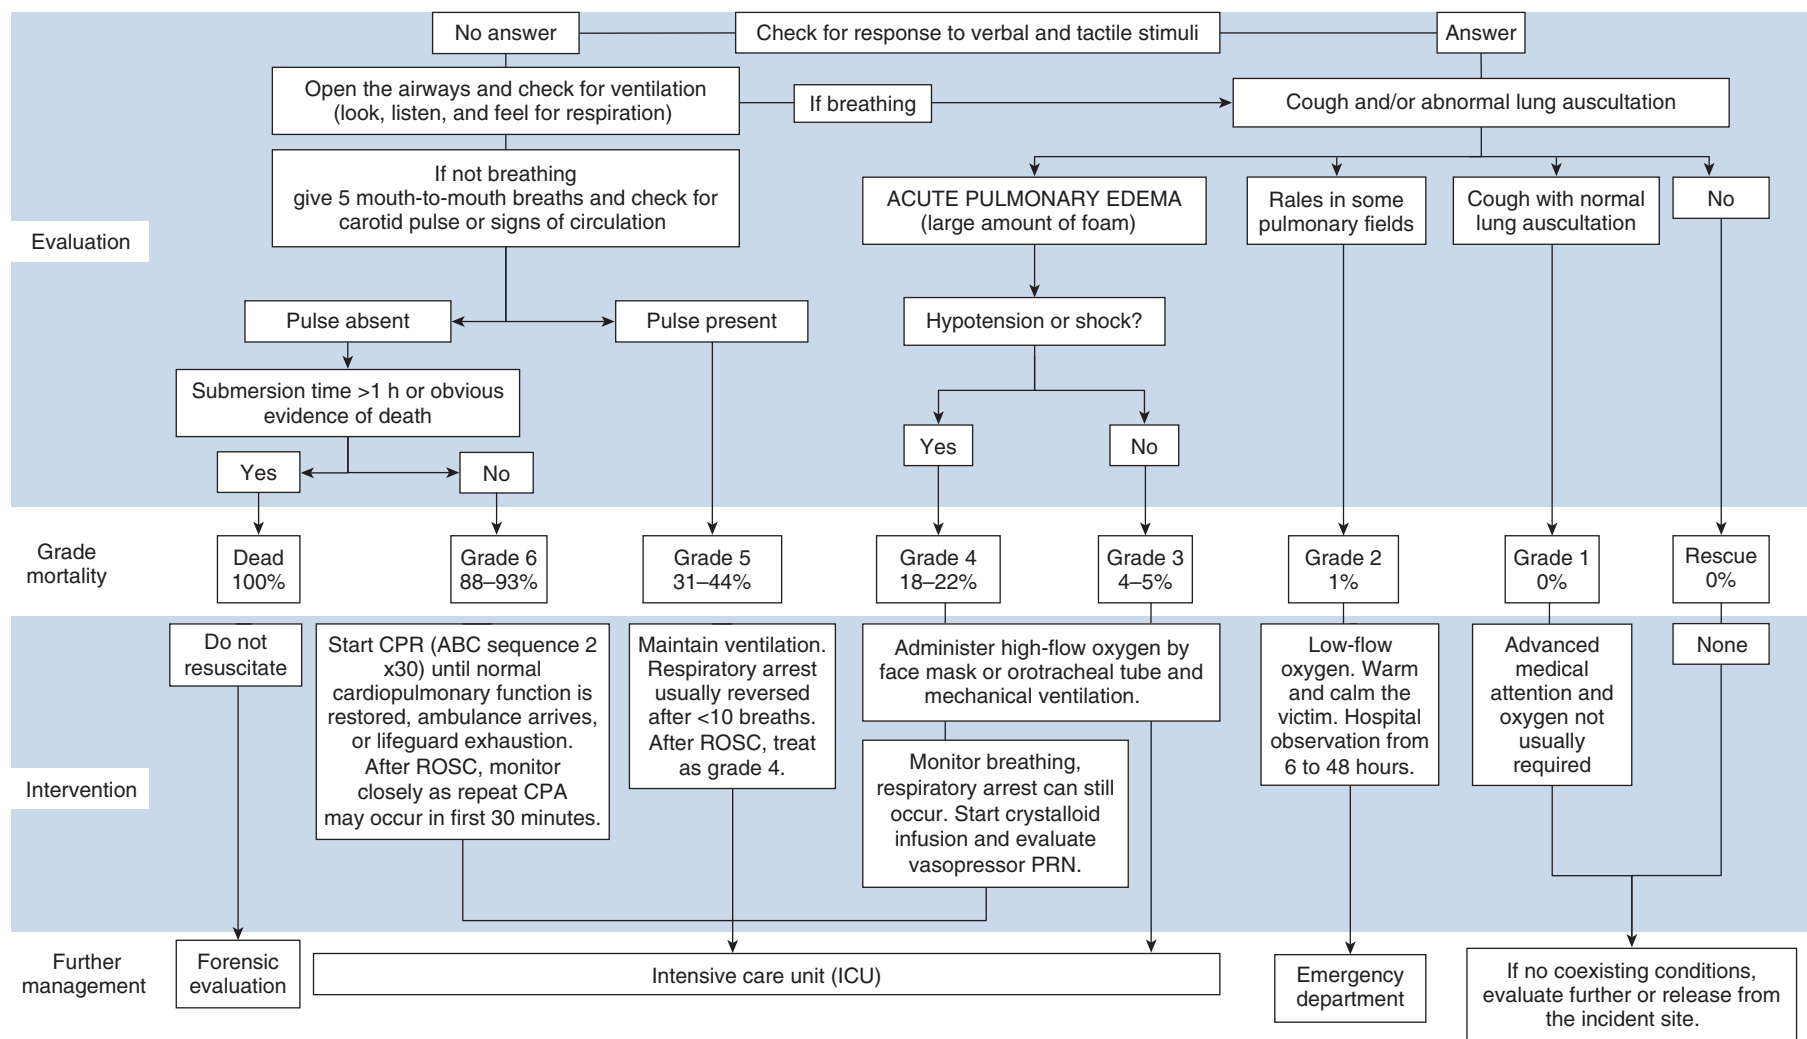 No answer
Check for response to verbal and tactile stimuli
Answer
Open the airways and check for ventilation
(look, listen, and feel for respiration)
If breathing
Cough and/or abnormal lung auscultation
If not breathing
give 5 mouth-to-mouth breaths and check for
carotid pulse or signs of circulation
ACUTE PULMONARY EDEMA
(large amount of foam)
Rales in some
pulmonary fields
Cough with normal
lung auscultation
No
Evaluation
Pulse absent
Pulse present
Hypotension or shock?
Submersion time >1 h or obvious
evidence of death
Yes
No
Yes
No
Grade
mortality
Dead
100%
Grade 6
88–93%
Grade 5
31–44%
Grade 4
18–22%
Grade 3
4–5%
Grade 2
1%
Grade 1
0%
Rescue
0%
Intervention
Do not
resuscitate
Start CPR (ABC sequence 2
x30) until normal
cardiopulmonary function is
restored, ambulance arrives,
or lifeguard exhaustion.
After ROSC, monitor
closely as repeat CPA
may occur in first 30 minutes.
Maintain ventilation.
Respiratory arrest
usually reversed
after <10 breaths.
After ROSC, treat
as grade 4.
Administer high-flow oxygen by
face mask or orotracheal tube and
mechanical ventilation.
Monitor breathing,
respiratory arrest can still
occur. Start crystalloid
infusion and evaluate
vasopressor PRN.
Low-flow
oxygen. Warm
and calm the
victim. Hospital
observation from
6 to 48 hours.
Advanced
medical
attention and
oxygen not
usually
required
None
Further
management
Forensic
evaluation
Intensive care unit (ICU)
Emergency
department
If no coexisting conditions,
evaluate further or release from
the incident site.